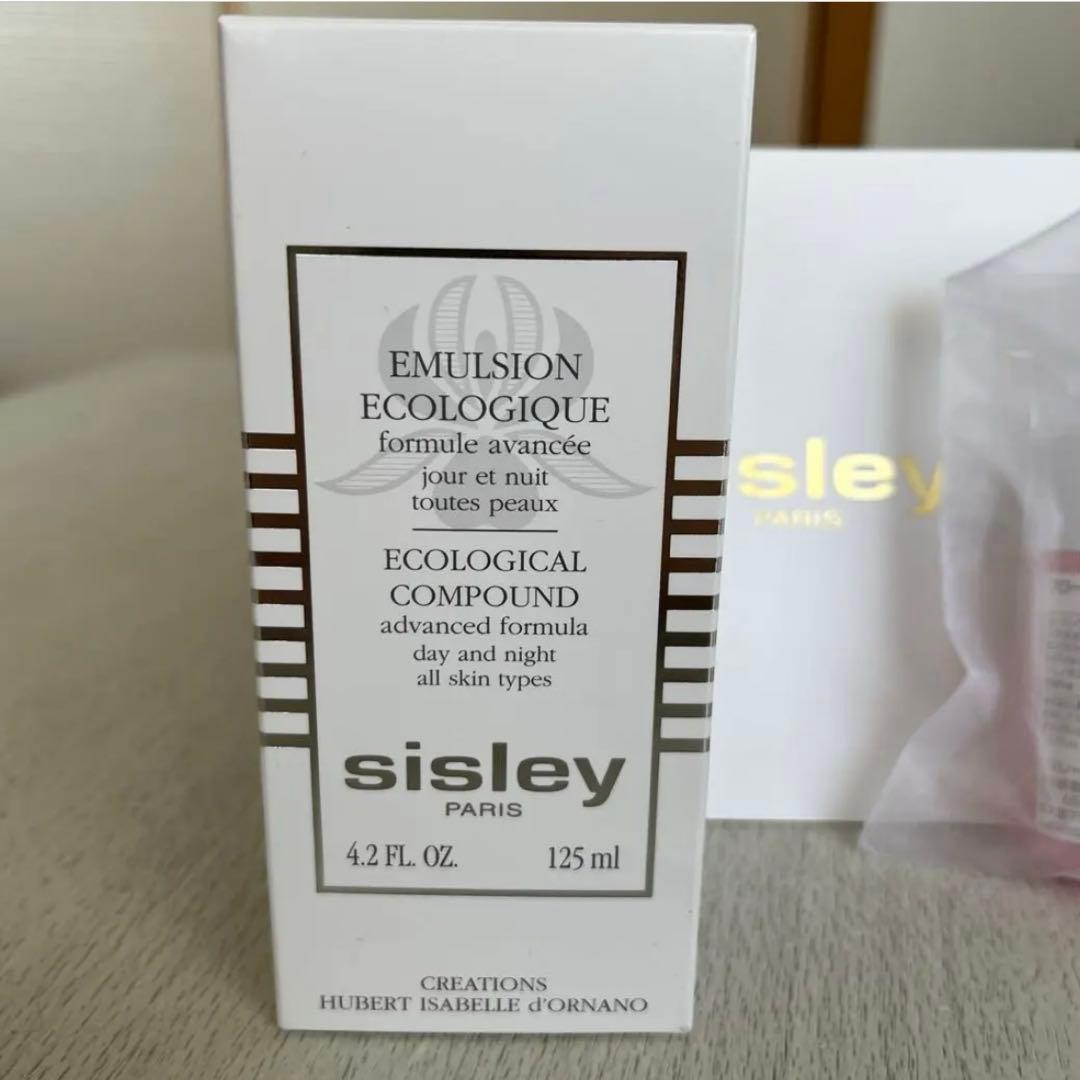 EMULSION
ECOLOGIQUE
formule avancée
jour et nuit
toutes peaux
ECOLOGICAL
COMPOUND
advanced formula
day and night
all skin types
sisley
PARIS
4.2 FL. OZ. 125 ml
CREATIONS
HUBERT ISABELLE d'ORNANO
sley
PARIS